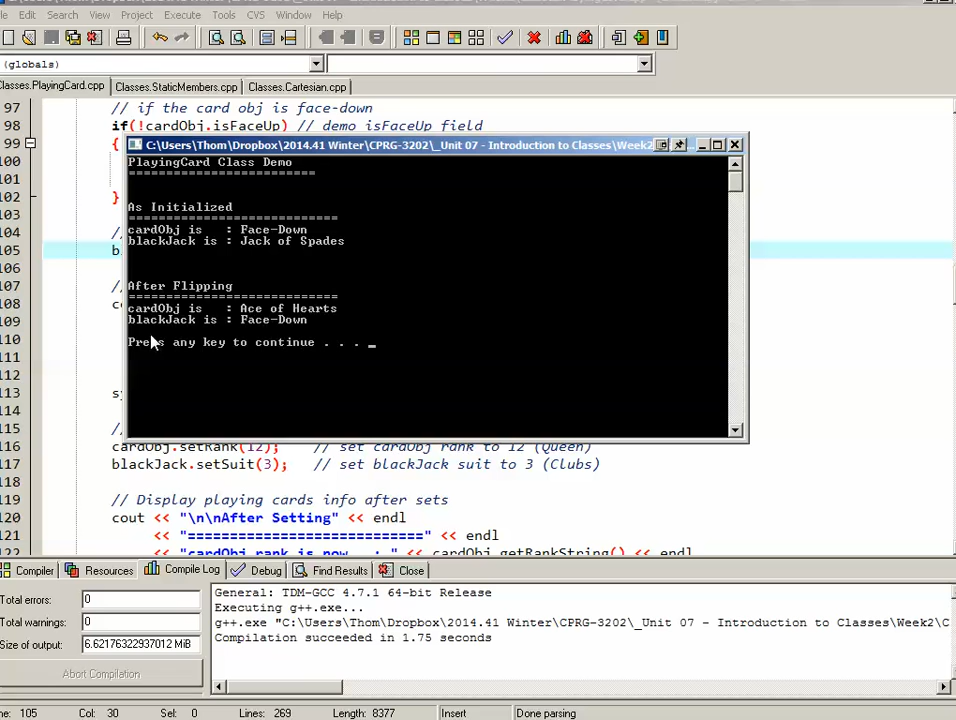 Edit Search View Project Execute Tools CVS Window Help
(globals)
Classes.PlayingCard.cpp Classes.StaticMembers.cpp Classes.Cartesian.cpp
97 // if the card obj is face-down
98 if(!cardObj.isFaceUp) // demo isFaceUp field
99 {
100
101
102 }
103
104 //
105 b
106
107 //
108 co
109
110
111
112
113 sy
114
115 //
116 cardObj.setRank(12); // set cardObj rank to 12 (Queen)
117 blackJack.setSuit(3); // set blackJack suit to 3 (Clubs)
118
119 // Display playing cards info after sets
120 cout << "\n\nAfter Setting" << endl
121 << "==========================" << endl
122 << "cardObj rank is now : " << cardObj.getRankString() << endl
C:\Users\Thom\Dropbox\2014.41 Winter\CPRG-3202\_Unit 07 - Introduction to Classes\Week2
PlayingCard Class Demo
=========================
As Initialized
============================
cardObj is : Face-Down
blackJack is : Jack of Spades
After Flipping
============================
cardObj is : Ace of Hearts
blackJack is : Face-Down
Press any key to continue . . . _
Compiler Resources Compile Log Debug Find Results Close
Total errors: 0
Total warnings: 0
Size of output: 6.62176322937012 MiB
Abort Compilation
General: TDM-GCC 4.7.1 64-bit Release
Executing g++.exe...
g++.exe "C:\Users\Thom\Dropbox\2014.41 Winter\CPRG-3202\_Unit 07 - Introduction to Classes\Week2\C
Compilation succeeded in 1.75 seconds
ne: 105 Col: 30 Sel: 0 Lines: 269 Length: 8377 Insert Done parsing